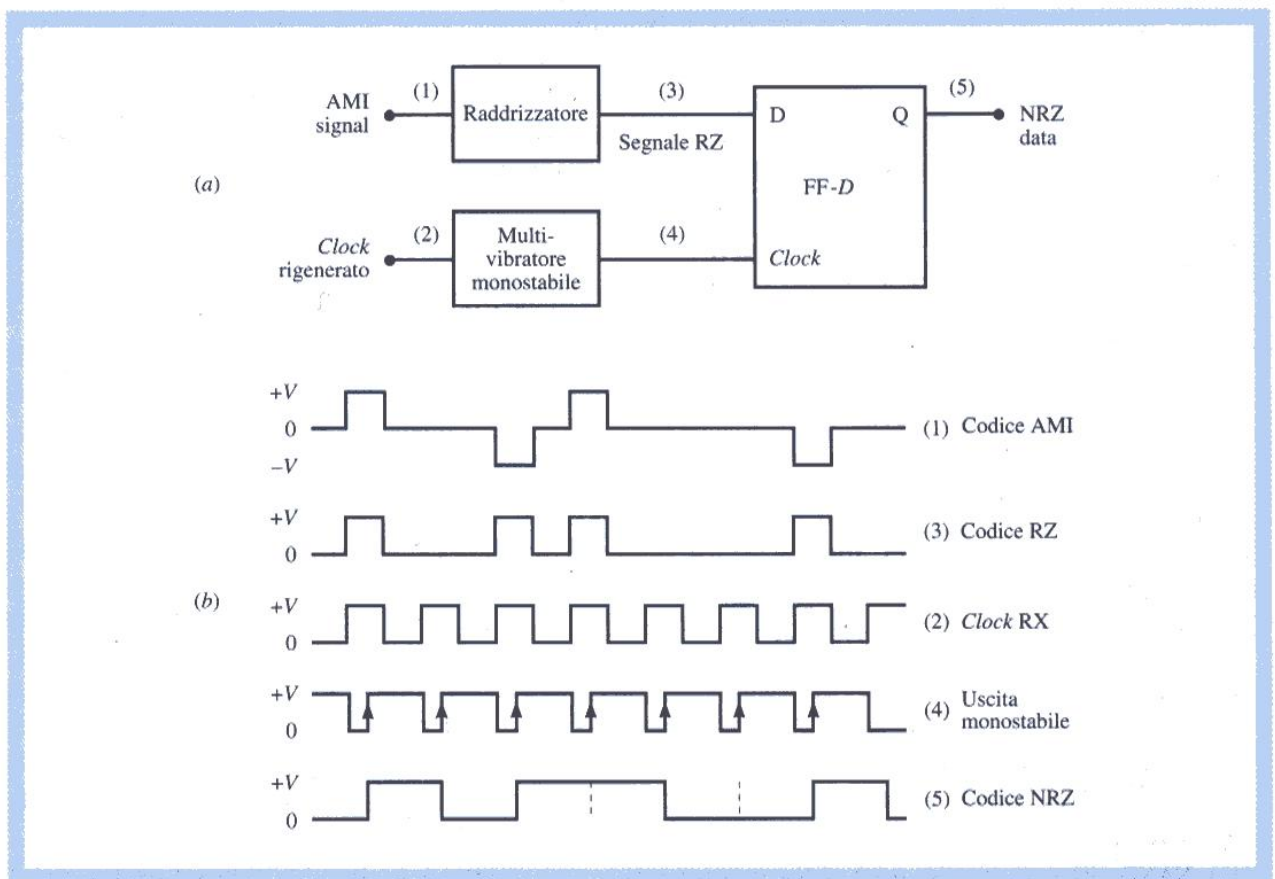 (a)
AMI
signal
(1)
Raddrizzatore
(3)
Segnale RZ
D
Q
(5)
NRZ
data
FF-D
Clock
rigenerato
(2)
Multi-
vibratore
monostabile
(4)
Clock
(b)
+V
0
–V
(1) Codice AMI
+V
0
(3) Codice RZ
+V
0
(2) Clock RX
+V
0
(4) Uscita
monostabile
+V
0
(5) Codice NRZ